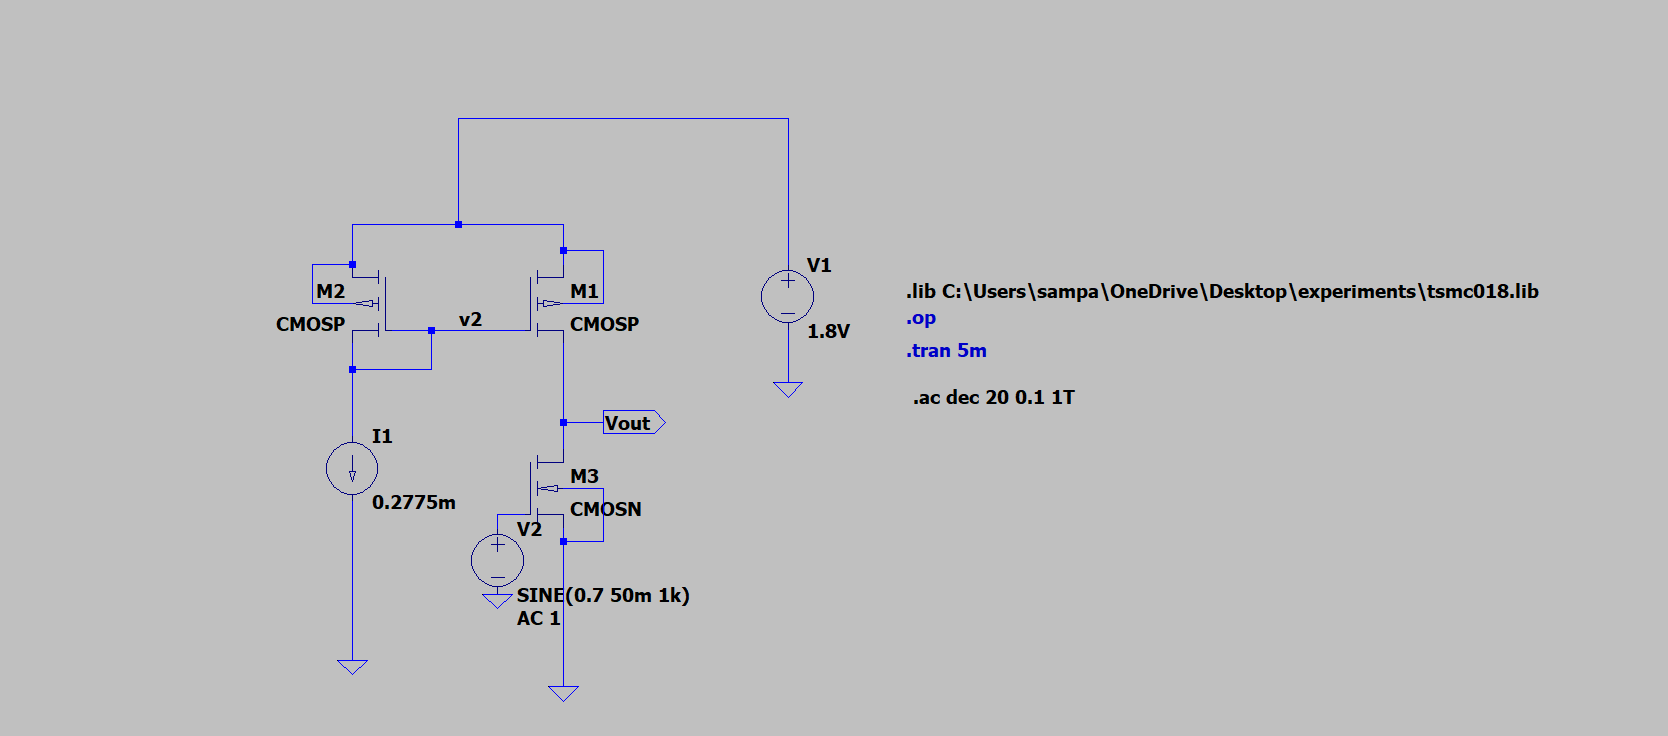 V1
M2
M1
.lib C:\Users\sampa\OneDrive\Desktop\experiments\tsmc018.lib
CMOSP
v2
CMOSP
.op
1.8V
.tran 5m
.ac dec 20 0.1 1T
Vout
I1
M3
0.2775m
CMOSN
V2
SINE(0.7 50m 1k)
AC 1